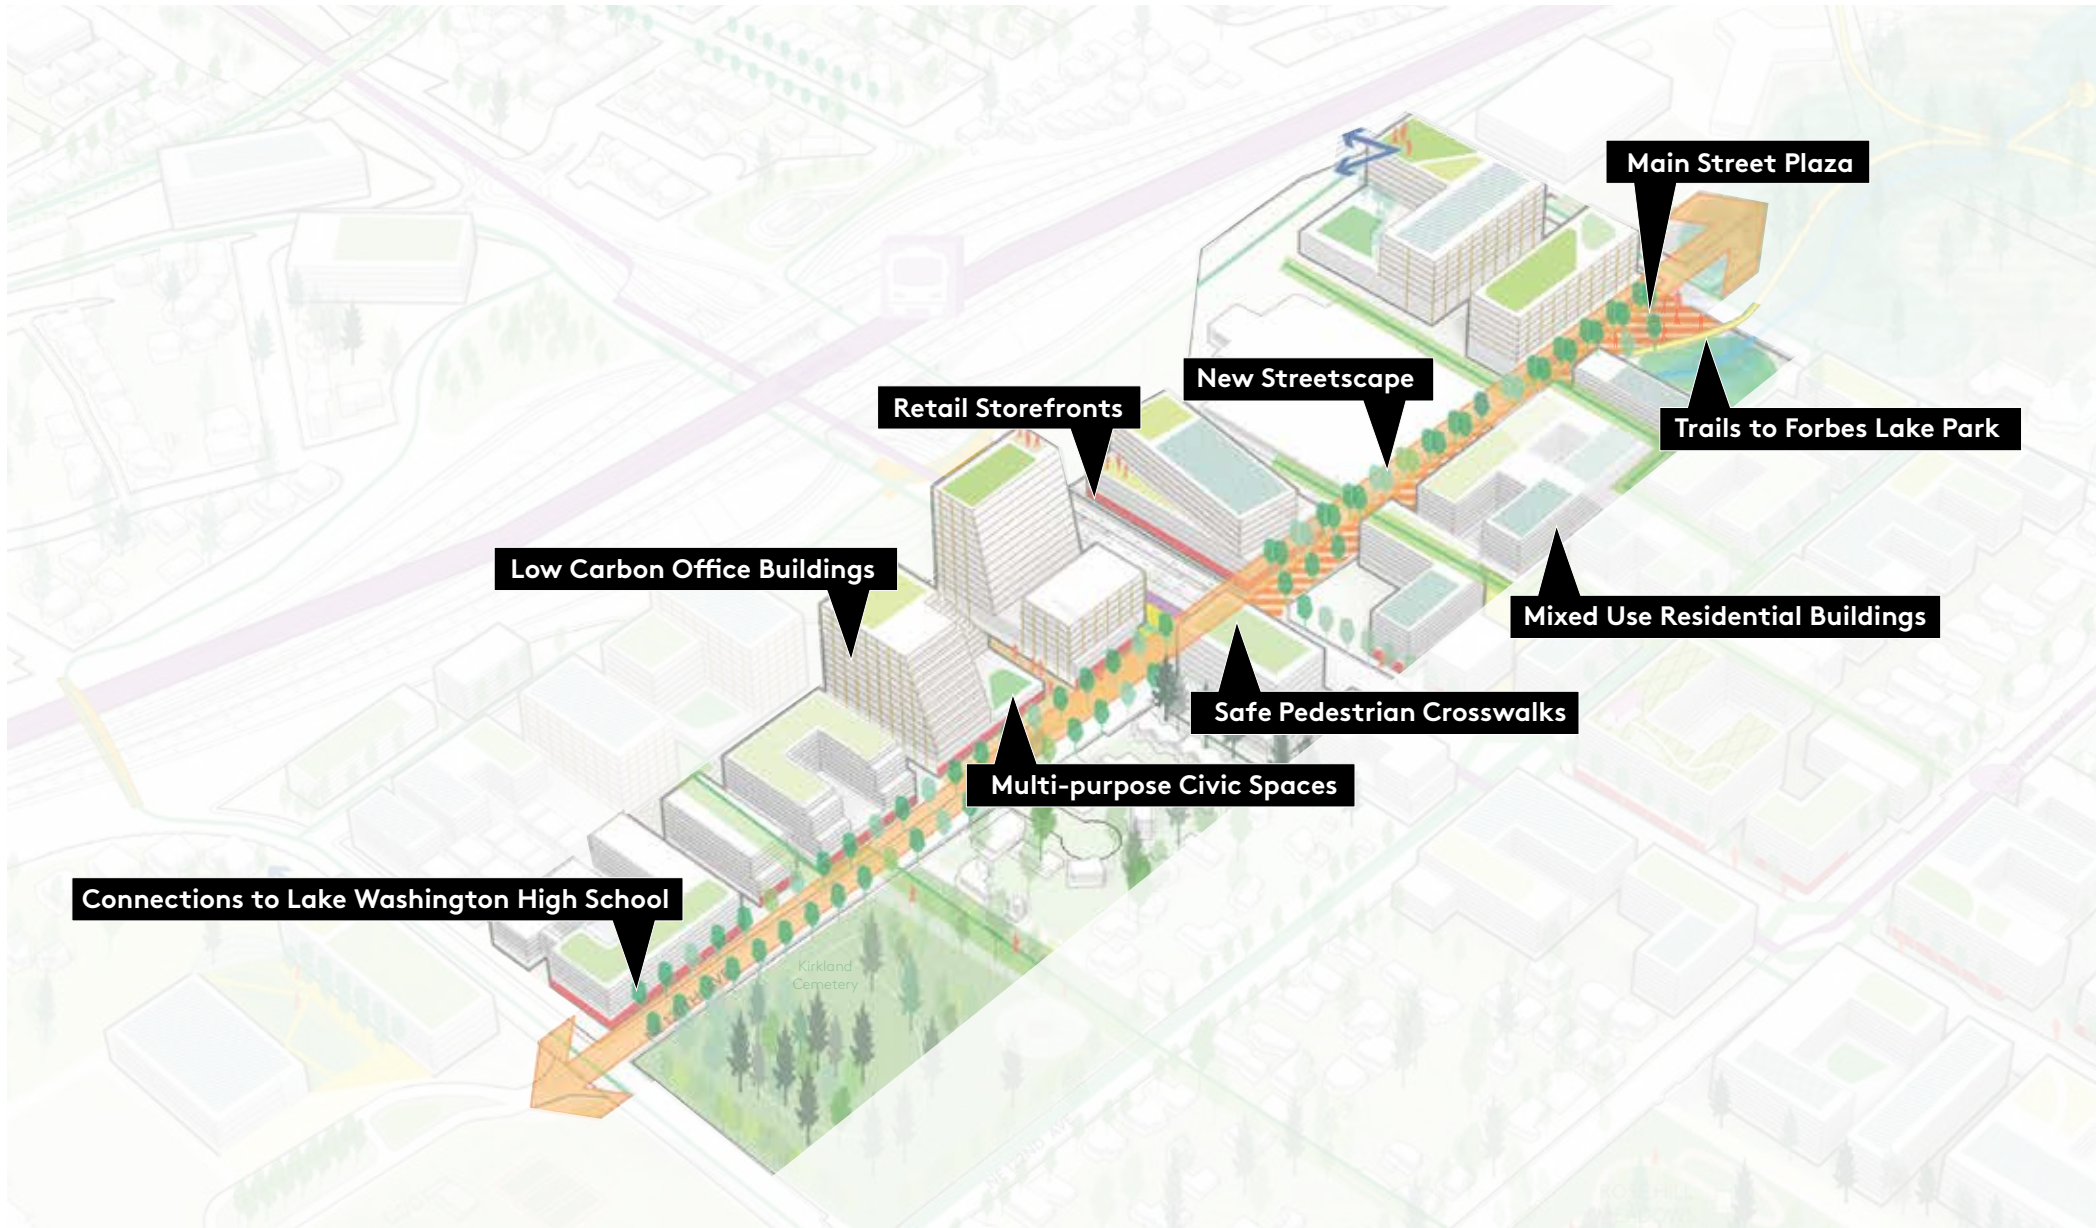 Main Street Plaza
New Streetscape
Retail Storefronts
Trails to Forbes Lake Park
Low Carbon Office Buildings
Mixed Use Residential Buildings
Safe Pedestrian Crosswalks
Multi-purpose Civic Spaces
Connections to Lake Washington High School
Kirkland
Cemetery